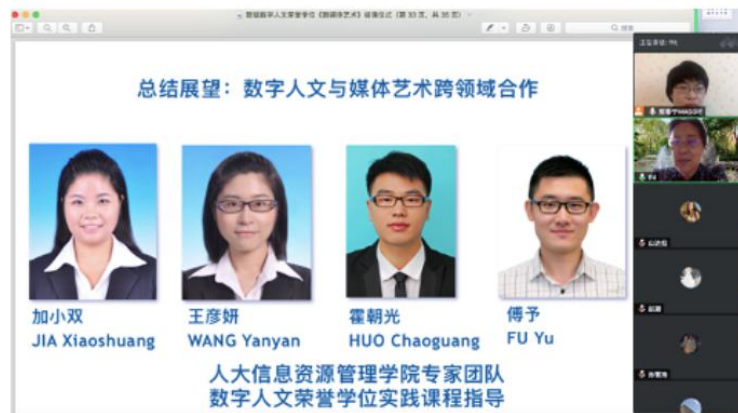 总结展望：数字人文与媒体艺术跨领域合作
加小双
JIA Xiaoshuang
王彦妍
WANG Yanyan
霍朝光
HUO Chaoguang
傅予
FU Yu
人大信息资源管理学院专家团队
数字人文荣誉学位实践课程指导